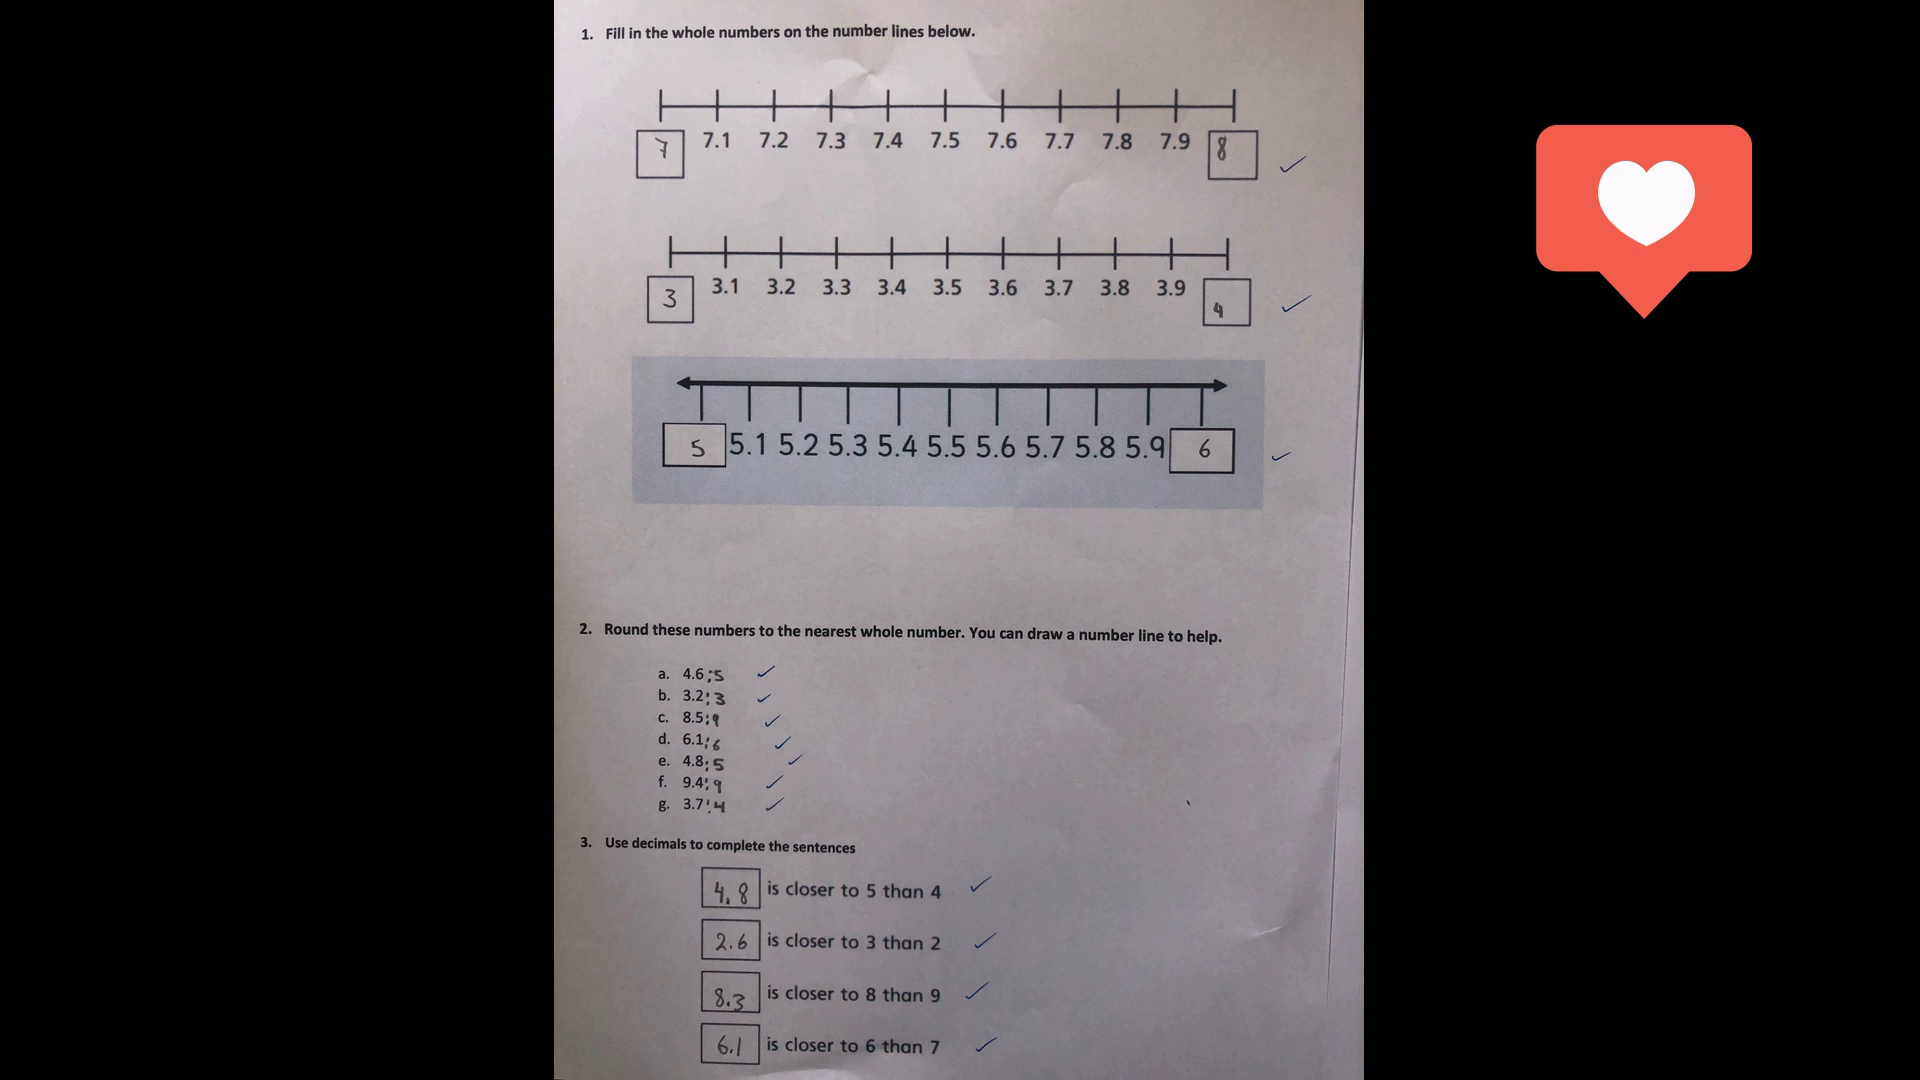 1. Fill in the whole numbers on the number lines below.
7 7.1 7.2 7.3 7.4 7.5 7.6 7.7 7.8 7.9 8
3 3.1 3.2 3.3 3.4 3.5 3.6 3.7 3.8 3.9 4
5 5.1 5.2 5.3 5.4 5.5 5.6 5.7 5.8 5.9 6
2. Round these numbers to the nearest whole number. You can draw a number line to help.
a. 4.6 ; 5
b. 3.2 ; 3
c. 8.5 ; 9
d. 6.1 ; 6
e. 4.8 ; 5
f. 9.4 ; 9
g. 3.7 ; 4
3. Use decimals to complete the sentences
4.8 is closer to 5 than 4
2.6 is closer to 3 than 2
8.3 is closer to 8 than 9
6.1 is closer to 6 than 7